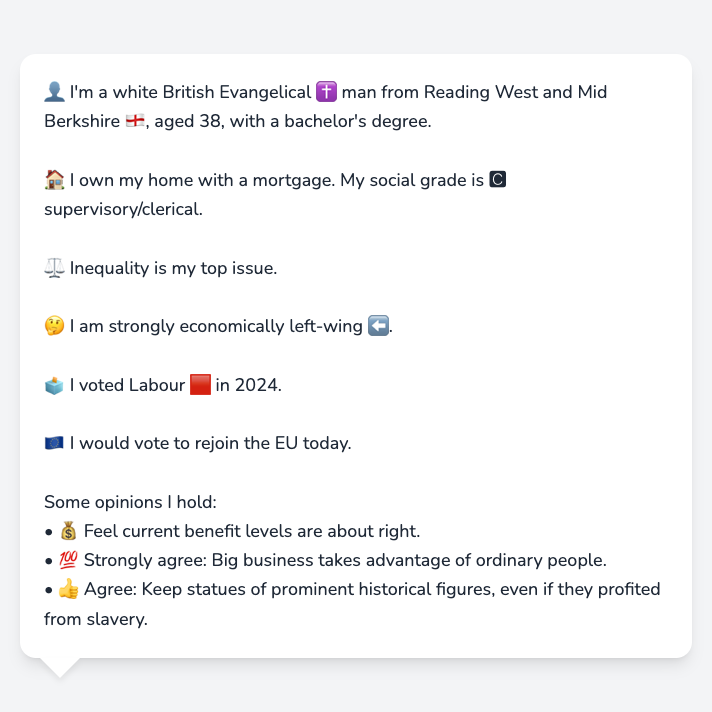 👤 I'm a white British Evangelical ✝️ man from Reading West and Mid
Berkshire 🏴󠁧󠁢󠁥󠁮󠁧󠁿, aged 38, with a bachelor's degree.
🏠 I own my home with a mortgage. My social grade is 🅲
supervisory/clerical.
⚖️ Inequality is my top issue.
🤔 I am strongly economically left-wing ⬅️.
🗳️ I voted Labour 🟥 in 2024.
🇪🇺 I would vote to rejoin the EU today.
Some opinions I hold:
• 💰 Feel current benefit levels are about right.
• 💯 Strongly agree: Big business takes advantage of ordinary people.
• 👍 Agree: Keep statues of prominent historical figures, even if they profited
from slavery.